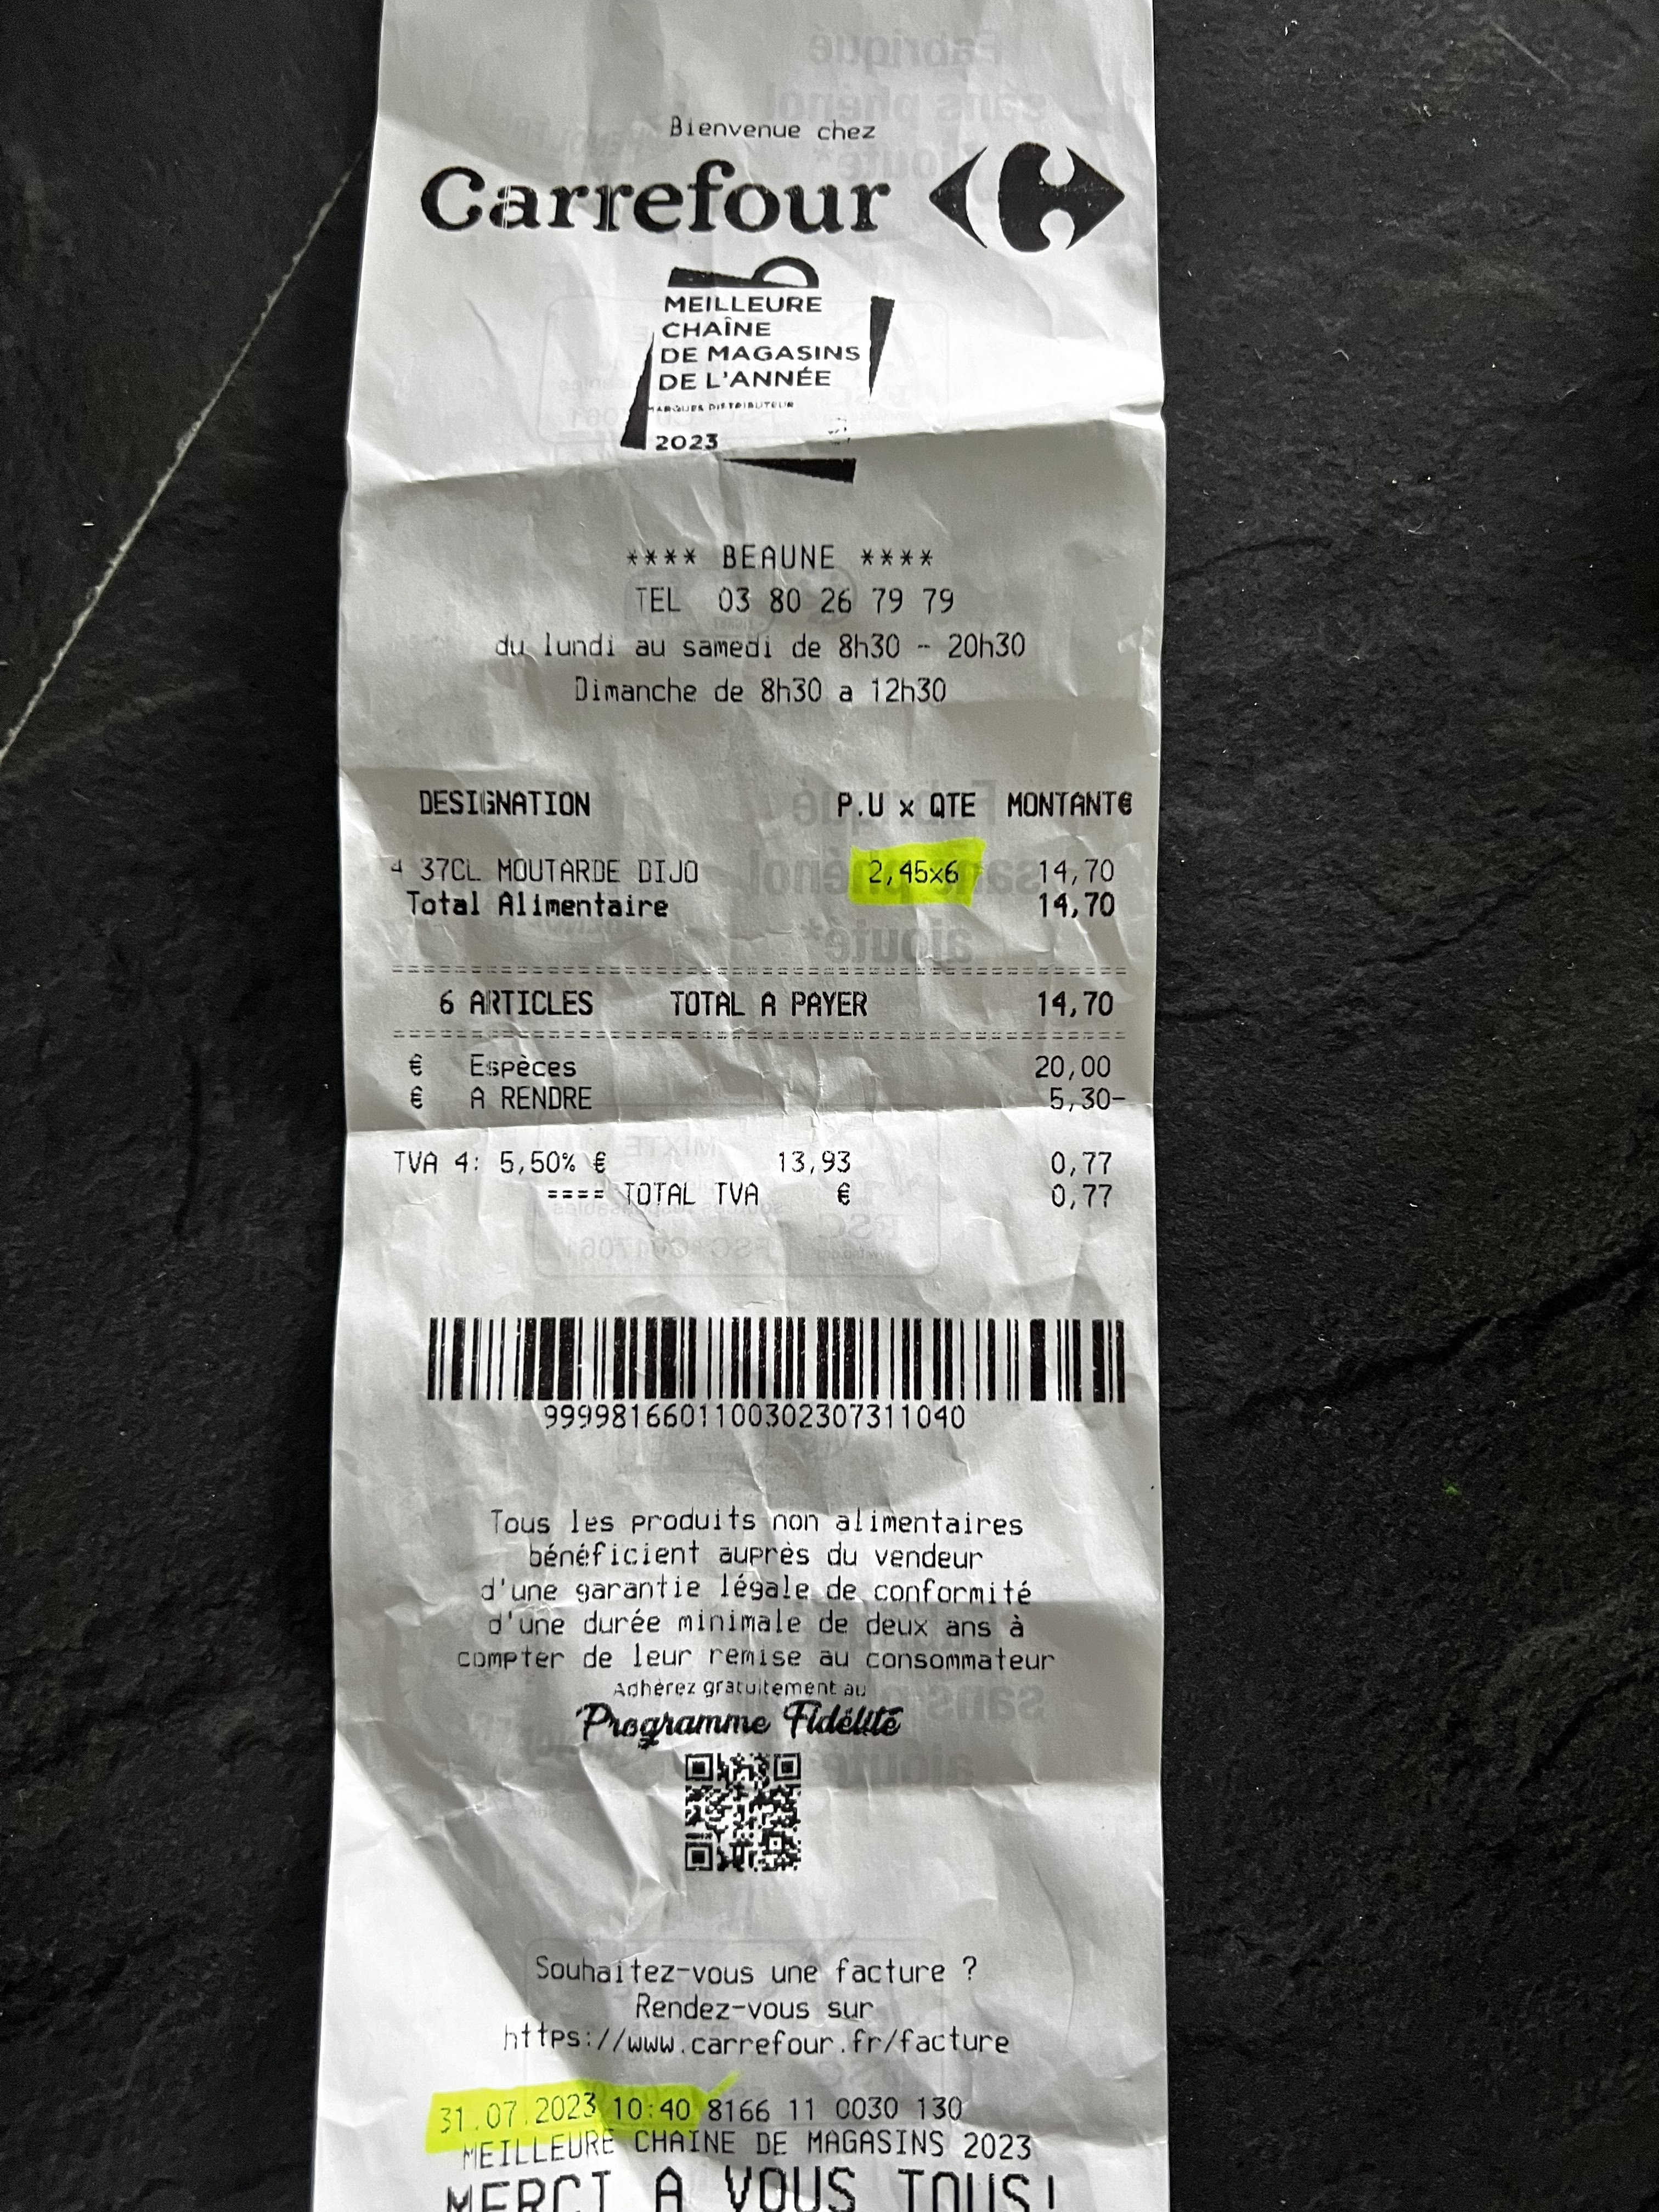 Bienvenue chez
Carrefour
MEILLEURE
CHAÎNE
DE MAGASINS
DE L'ANNÉE
MARQUES DISTRIBUTEUR
2023
**** BEAUNE ****
TEL 03 80 26 79 79
du lundi au samedi de 8h30 - 20h30
Dimanche de 8h30 a 12h30
DESIGNATION P.U x QTE MONTANT€
4 37CL MOUTARDE DIJO 2,45x6 14,70
Total Alimentaire 14,70
6 ARTICLES TOTAL A PAYER 14,70
€ Espèces 20,00
€ A RENDRE 5,30-
TVA 4: 5,50% € 13,93 0,77
==== TOTAL TVA € 0,77
9999816601100302307311040
Tous les produits non alimentaires
bénéficient auprès du vendeur
d'une garantie légale de conformité
d'une durée minimale de deux ans à
compter de leur remise au consommateur
Adhérez gratuitement au
Programme Fidélité
Souhaitez-vous une facture ?
Rendez-vous sur
https://www.carrefour.fr/facture
31.07.2023 10:40 8166 11 0030 130
MEILLEURE CHAINE DE MAGASINS 2023
MERCI A VOUS TOUS!